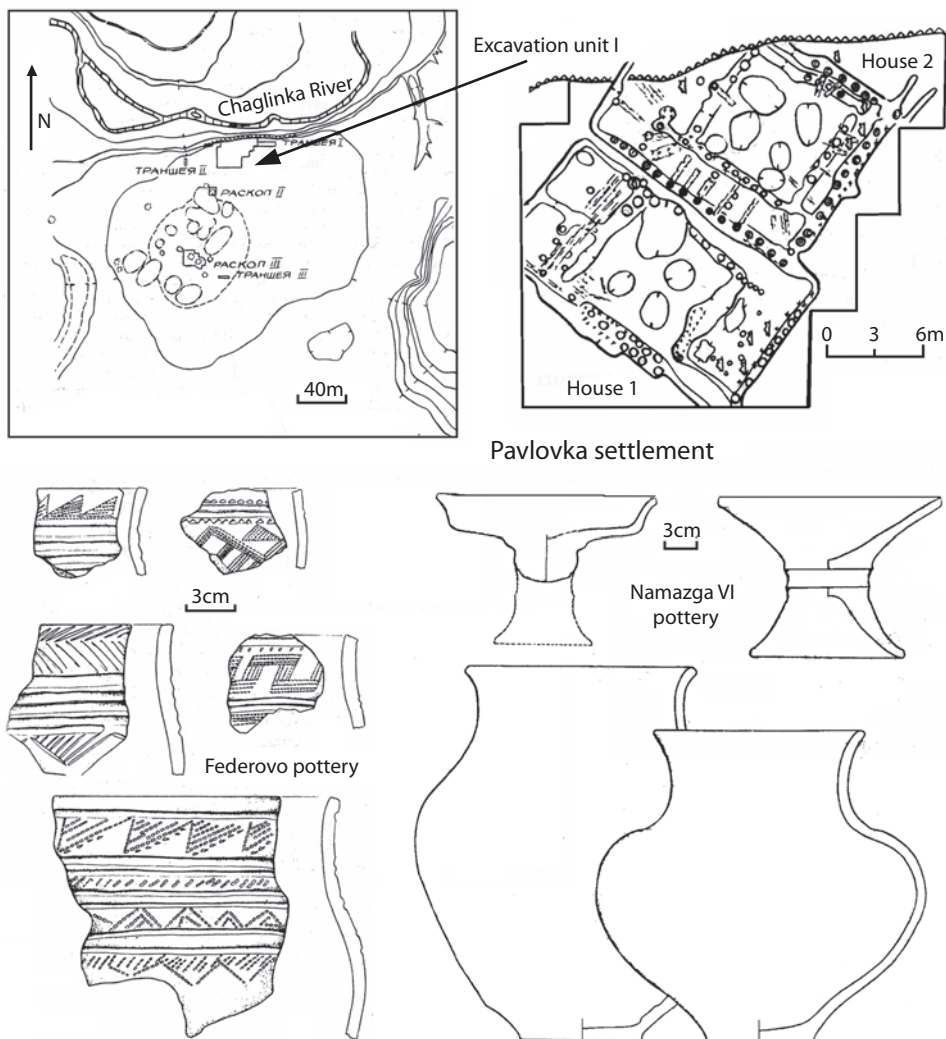 Excavation unit I
House 2
Chaglinka River
N
ТРАНШЕЯ I
ТРАНШЕЯ II
РАСКОП II
РАСКОП III
ТРАНШЕЯ III
40m
0 3 6m
House 1
Pavlovka settlement
3cm
3cm
Namazga VI
pottery
Federovo pottery